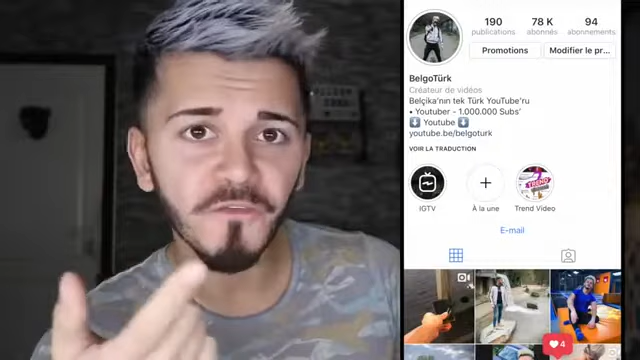 190 78 K 94
publications abonnés abonnements
Promotions Modifier le pr...
BelgoTürk
Créateur de vidéos
Belçika'nın tek Türk YouTube'ru
• Youtuber - 1.000.000 Subs'
⬇️ Youtube ⬇️
youtube.be/belgoturk
VOIR LA TRADUCTION
TREND
IGTV À la une Trend Video
E-mail
4